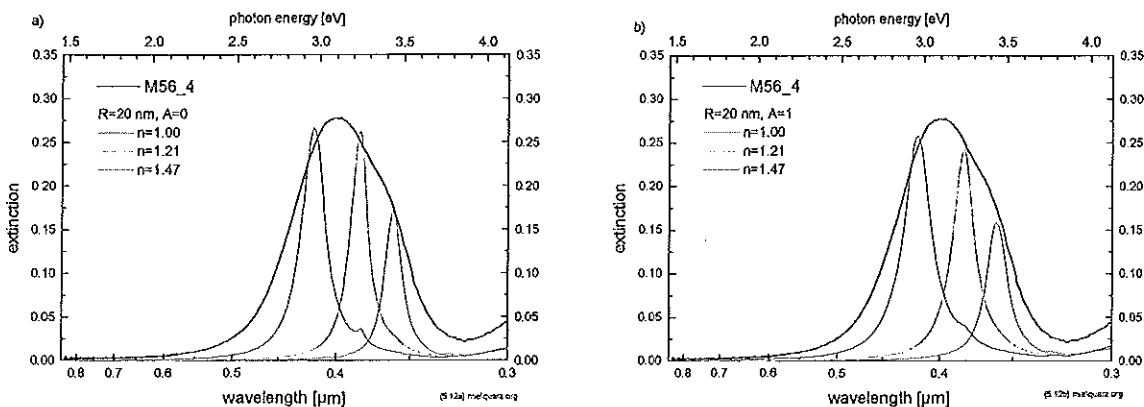 a)
photon energy [eV]
1.5 2.0 2.5 3.0 3.5 4.0
0.35 0.35
0.30 0.30
0.25 0.25
0.20 0.20
0.15 0.15
0.10 0.10
0.05 0.05
0.00 0.00
extinction
M56_4
R=20 nm, A=0
n=1.00
n=1.21
n=1.47
0.8 0.7 0.6 0.5 0.4 0.3
wavelength [µm]
b)
photon energy [eV]
1.5 2.0 2.5 3.0 3.5 4.0
0.35 0.35
0.30 0.30
0.25 0.25
0.20 0.20
0.15 0.15
0.10 0.10
0.05 0.05
0.00 0.00
extinction
M56_4
R=20 nm, A=1
n=1.00
n=1.21
n=1.47
0.8 0.7 0.6 0.5 0.4 0.3
wavelength [µm]